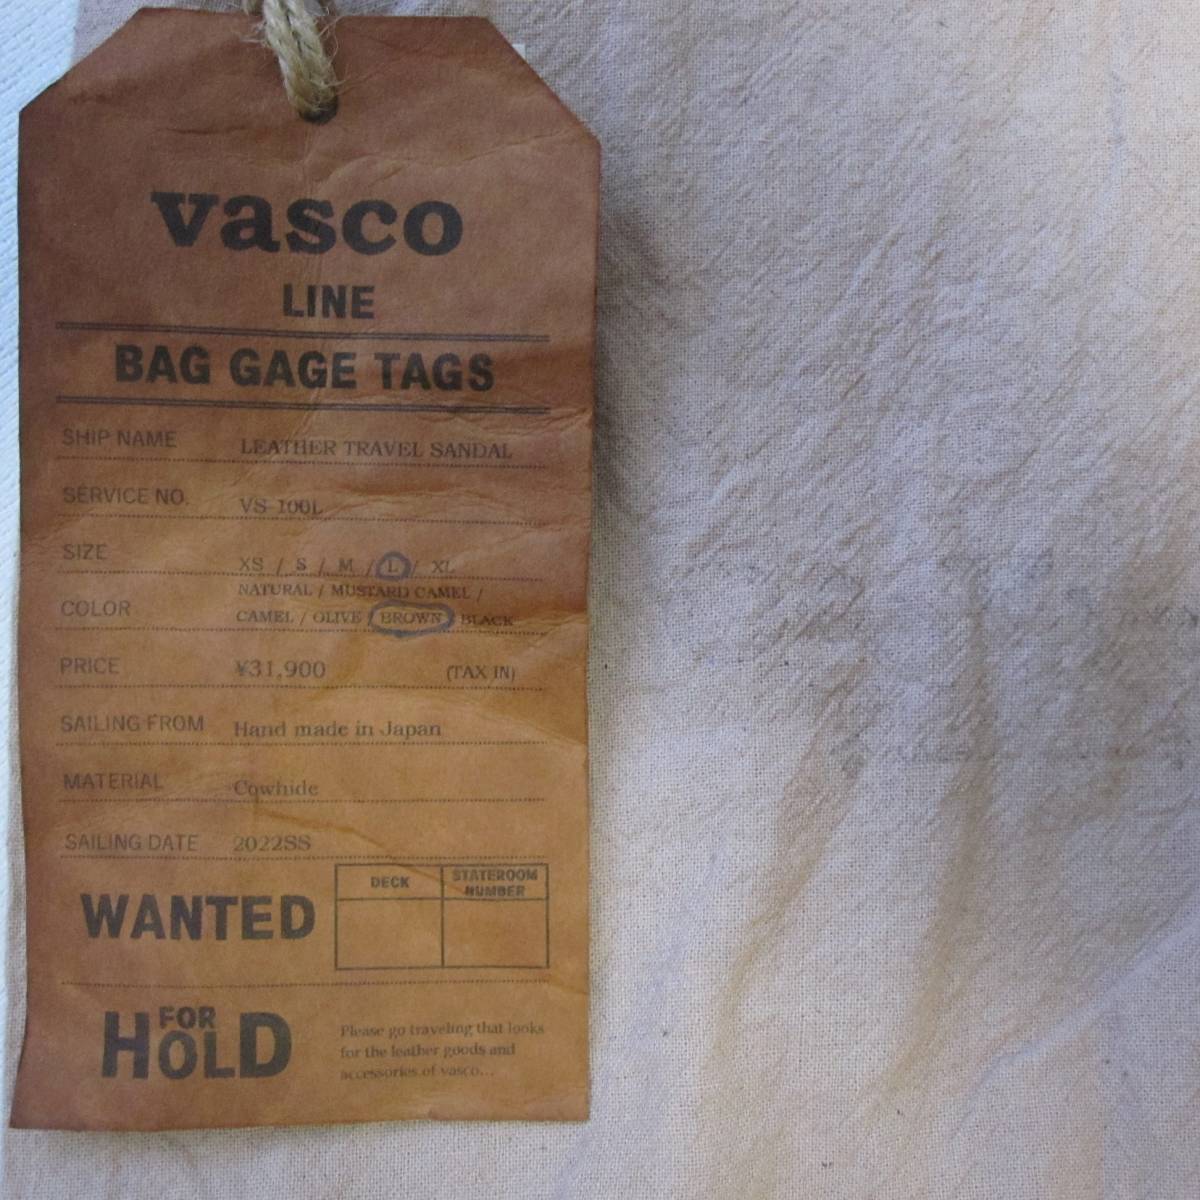 vasco
LINE
BAG GAGE TAGS
SHIP NAME LEATHER TRAVEL SANDAL
SERVICE NO. VS-100L
SIZE XS / S / M / L / XL
NATURAL / MUSTARD CAMEL /
COLOR CAMEL / OLIVE / BROWN / BLACK
PRICE ¥31,900 (TAX IN)
SAILING FROM Hand made in Japan
MATERIAL Cowhide
SAILING DATE 2022SS
WANTED
DECK
STATEROOM
NUMBER
FOR
HOLD
Please go traveling that looks
for the leather goods and
accessories of vasco...